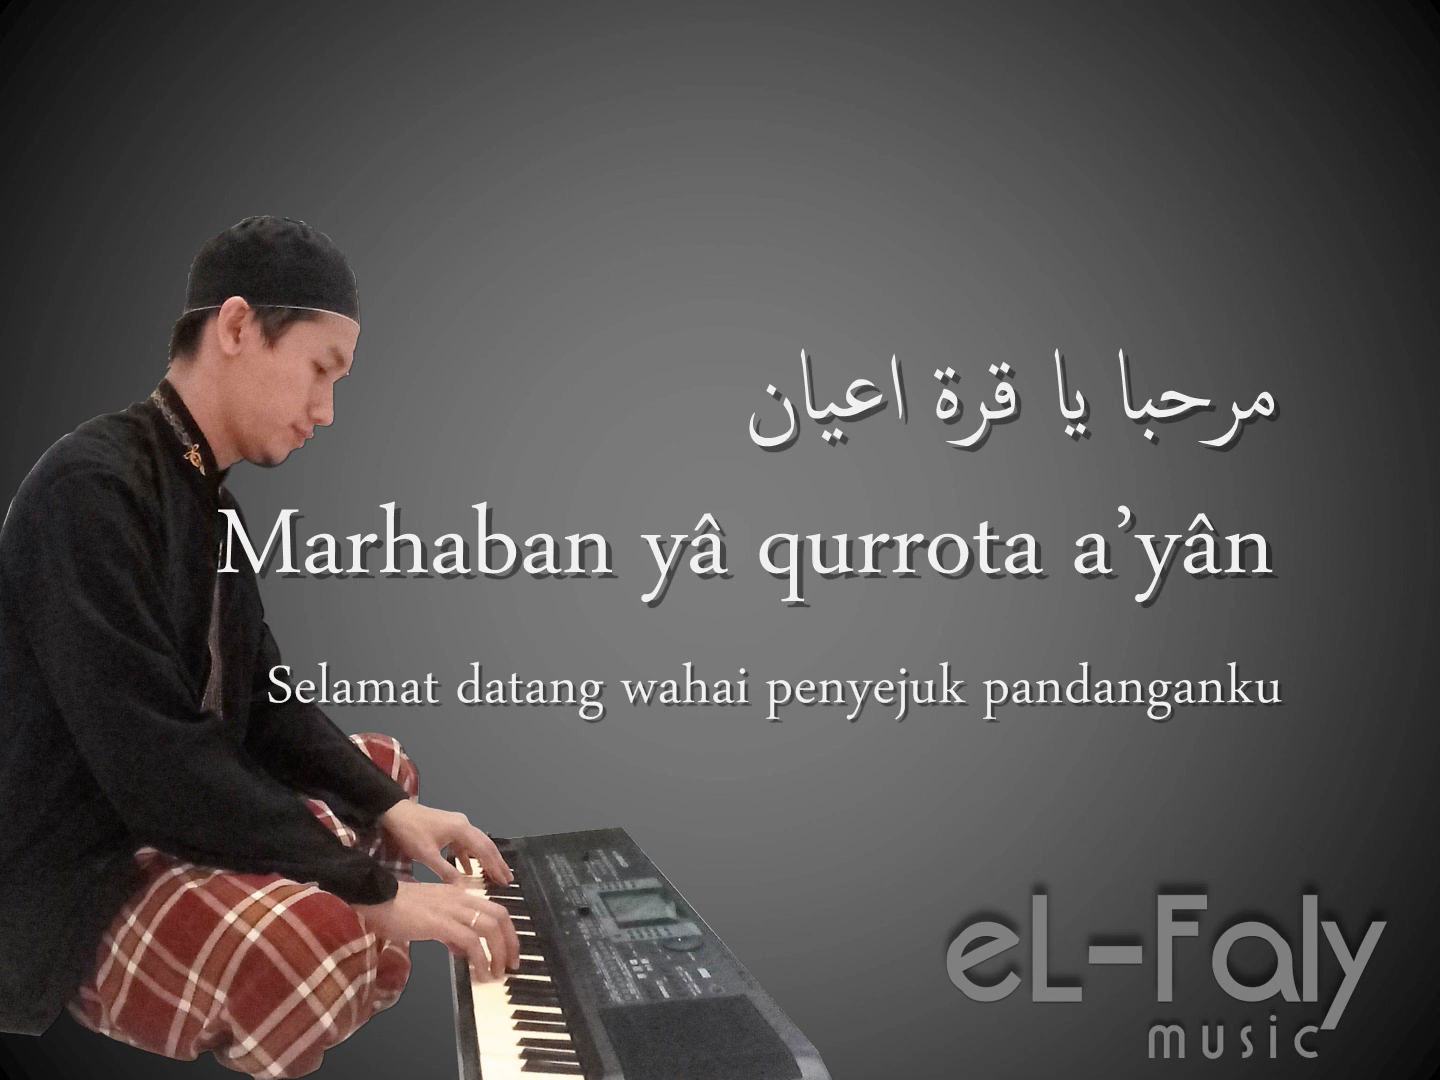 مرحبا يا قرة اعيان
Marhaban yâ qurrota a’yân
Selamat datang wahai penyejuk pandanganku
eL-Faly
music